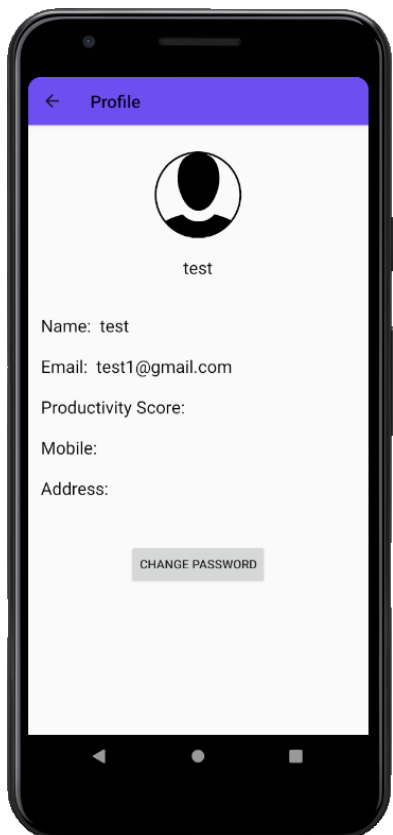 Profile
test
Name: test
Email: test1@gmail.com
Productivity Score:
Mobile:
Address:
CHANGE PASSWORD